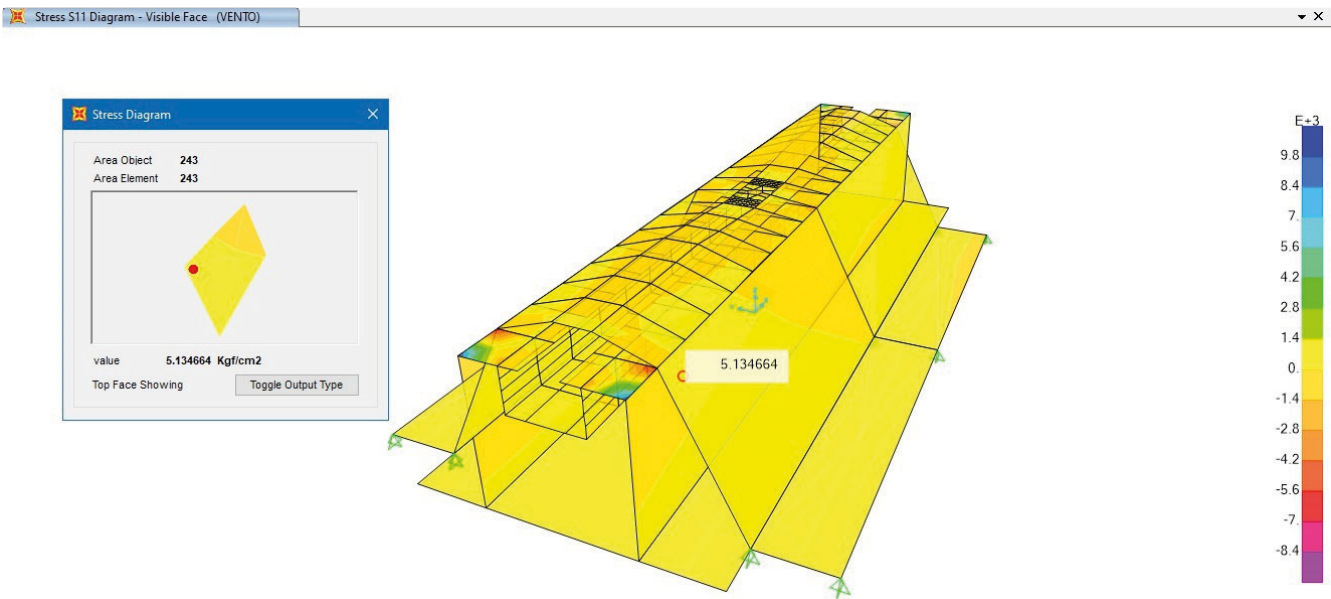 Stress S11 Diagram - Visible Face (VENTO)
Stress Diagram
Area Object 243
Area Element 243
value 5.134664 Kgf/cm2
Top Face Showing Toggle Output Type
5.134664
E+3
9.8
8.4
7.
5.6
4.2
2.8
1.4
0.
-1.4
-2.8
-4.2
-5.6
-7.
-8.4